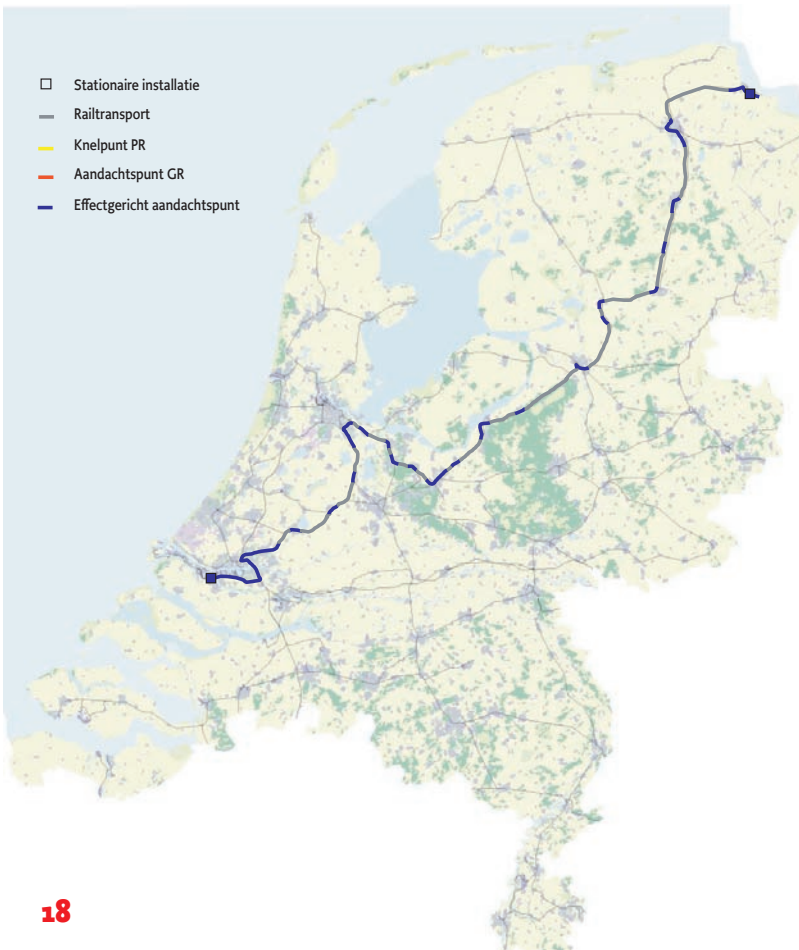 Stationaire installatie
Railtransport
Knelpunt PR
Aandachtspunt GR
Effectgericht aandachtspunt
18